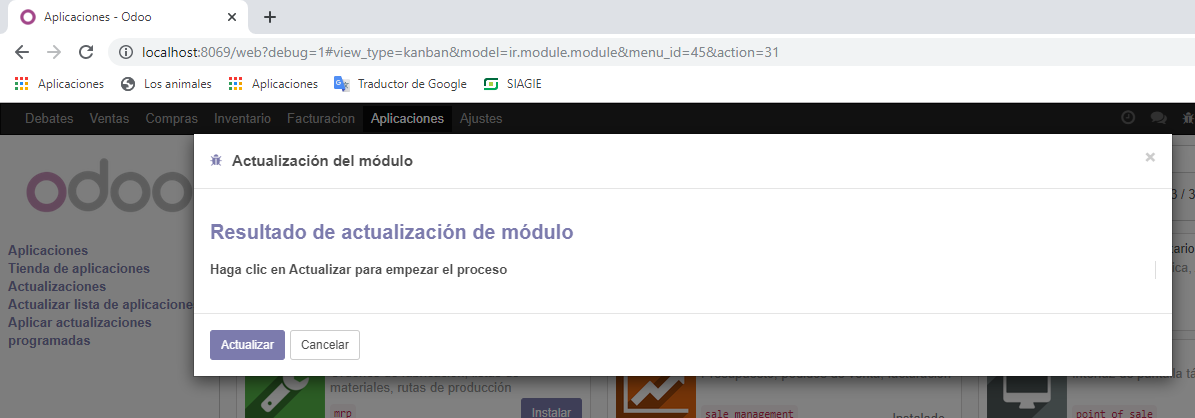 Aplicaciones - Odoo
localhost:8069/web?debug=1#view_type=kanban&model=ir.module.module&menu_id=45&action=31
Aplicaciones Los animales Aplicaciones Traductor de Google SIAGIE
Debates Ventas Compras Inventario Facturacion Aplicaciones Ajustes
Actualización del módulo
odoo
3 / 3
Resultado de actualización de módulo
Aplicaciones
Haga clic en Actualizar para empezar el proceso
Tienda de aplicaciones
Actualizaciones
Actualizar lista de aplicacione
Aplicar actualizaciones
programadas
Actualizar Cancelar
materiales, rutas de producción
mrp Instalar sale_management Instalado point_of_sale